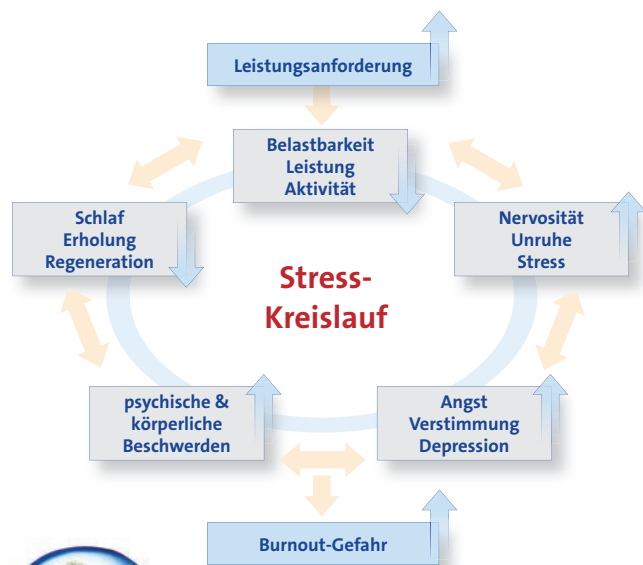 Leistungsanforderung
Belastbarkeit
Leistung
Aktivität
Schlaf
Erholung
Regeneration
Nervosität
Unruhe
Stress
Stress-
Kreislauf
psychische &
körperliche
Beschwerden
Angst
Verstimmung
Depression
Burnout-Gefahr